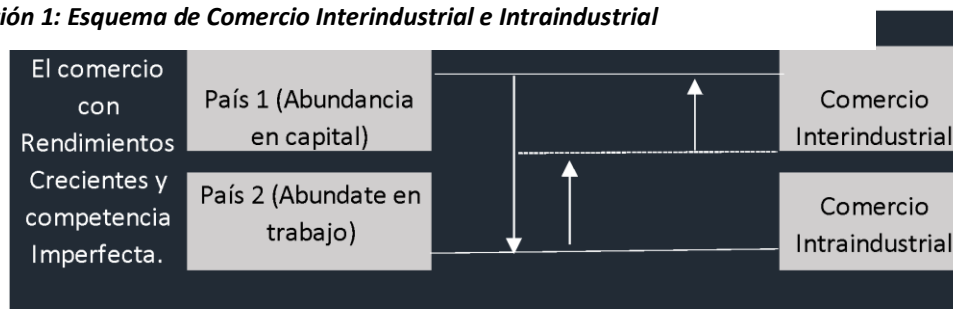 ión 1: Esquema de Comercio Interindustrial e Intraindustrial
El comercio
con
Rendimientos
Crecientes y
competencia
Imperfecta.
País 1 (Abundancia
en capital)
País 2 (Abundate en
trabajo)
Comercio
Interindustrial
Comercio
Intraindustrial